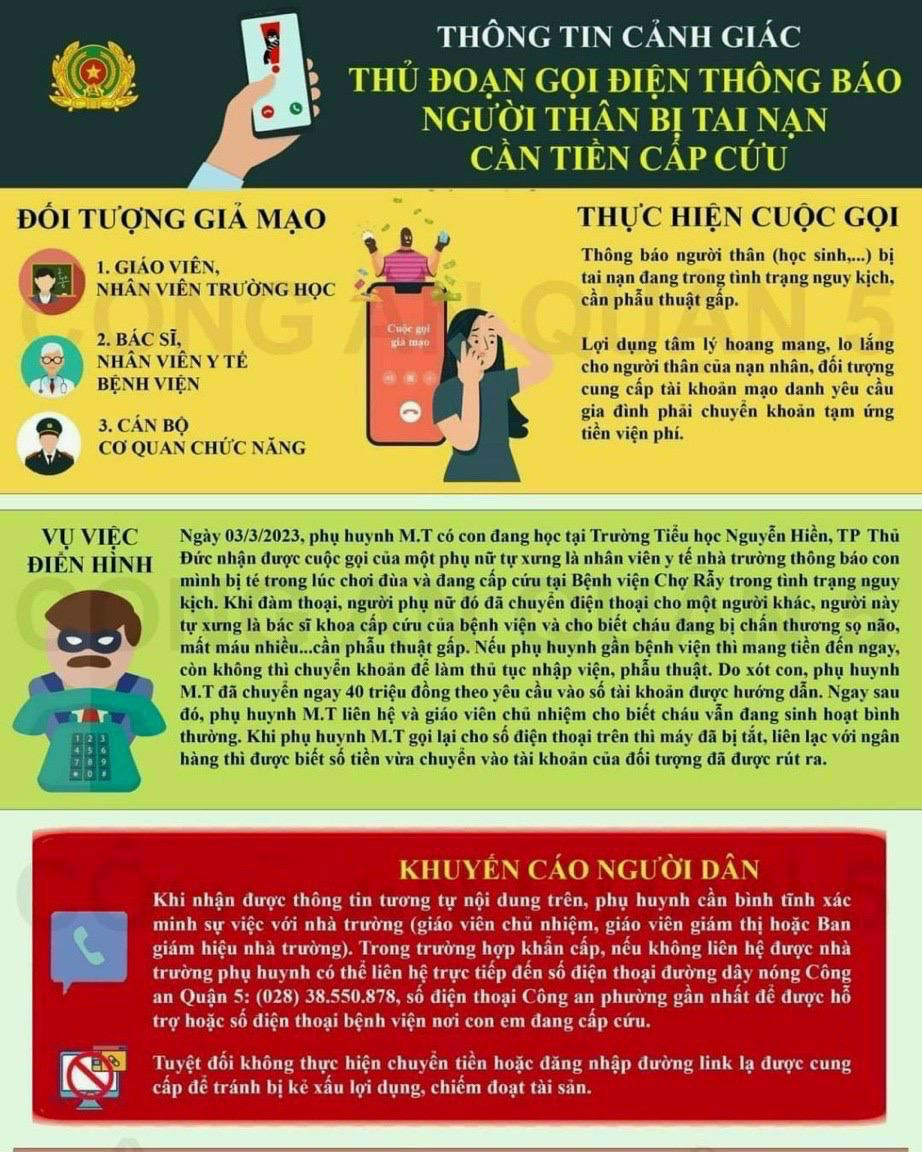 THÔNG TIN CẢNH GIÁC
THỦ ĐOẠN GỌI ĐIỆN THÔNG BÁO
NGƯỜI THÂN BỊ TAI NẠN
CẦN TIỀN CẤP CỨU
ĐỐI TƯỢNG GIẢ MẠO
1. GIÁO VIÊN,
NHÂN VIÊN TRƯỜNG HỌC
2. BÁC SĨ,
NHÂN VIÊN Y TẾ
BỆNH VIỆN
3. CÁN BỘ
CƠ QUAN CHỨC NĂNG
Cuộc gọi
giả mạo
THỰC HIỆN CUỘC GỌI
Thông báo người thân (học sinh,...) bị
tai nạn đang trong tình trạng nguy kịch,
cần phẫu thuật gấp.
Lợi dụng tâm lý hoang mang, lo lắng
cho người thân của nạn nhân, đối tượng
cung cấp tài khoản mạo danh yêu cầu
gia đình phải chuyển khoản tạm ứng
tiền viện phí.
CÔNG AN QUẬN 5
VỤ VIỆC
ĐIỂN HÌNH
Ngày 03/3/2023, phụ huynh M.T có con đang học tại Trường Tiểu học Nguyễn Hiền, TP Thủ
Đức nhận được cuộc gọi của một phụ nữ tự xưng là nhân viên y tế nhà trường thông báo con
mình bị té trong lúc chơi đùa và đang cấp cứu tại Bệnh viện Chợ Rẫy trong tình trạng nguy
kịch. Khi đàm thoại, người phụ nữ đó đã chuyển điện thoại cho một người khác, người này
tự xưng là bác sĩ khoa cấp cứu của bệnh viện và cho biết cháu đang bị chấn thương sọ não,
mất máu nhiều...cần phẫu thuật gấp. Nếu phụ huynh gần bệnh viện thì mang tiền đến ngay,
còn không thì chuyển khoản để làm thủ tục nhập viện, phẫu thuật. Do xót con, phụ huynh
M.T đã chuyển ngay 40 triệu đồng theo yêu cầu vào số tài khoản được hướng dẫn. Ngay sau
đó, phụ huynh M.T liên hệ và giáo viên chủ nhiệm cho biết cháu vẫn đang sinh hoạt bình
thường. Khi phụ huynh M.T gọi lại cho số điện thoại trên thì máy đã bị tắt, liên lạc với ngân
hàng thì được biết số tiền vừa chuyển vào tài khoản của đối tượng đã được rút ra.
1 2 3
4 5 6
7 8 9
* 0 #
KHUYẾN CÁO NGƯỜI DÂN
Khi nhận được thông tin tương tự nội dung trên, phụ huynh cần bình tĩnh xác
minh sự việc với nhà trường (giáo viên chủ nhiệm, giáo viên giám thị hoặc Ban
giám hiệu nhà trường). Trong trường hợp khẩn cấp, nếu không liên hệ được nhà
trường phụ huynh có thể liên hệ trực tiếp đến số điện thoại đường dây nóng Công
an Quận 5: (028) 38.550.878, số điện thoại Công an phường gần nhất để được hỗ
trợ hoặc số điện thoại bệnh viện nơi con em đang cấp cứu.
Tuyệt đối không thực hiện chuyển tiền hoặc đăng nhập đường link lạ được cung
cấp để tránh bị kẻ xấu lợi dụng, chiếm đoạt tài sản.